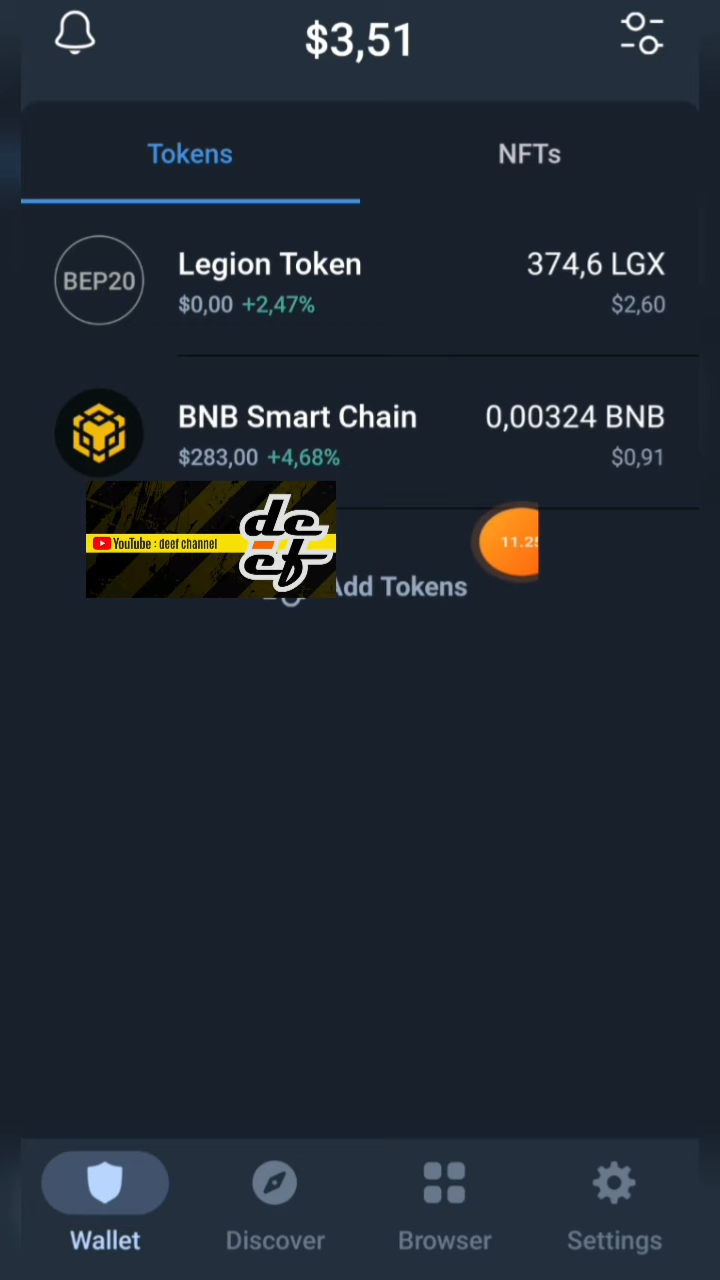 $3,51
Tokens
NFTs
BEP20
Legion Token
374,6 LGX
$0,00 +2,47%
$2,60
BNB Smart Chain
0,00324 BNB
$283,00 +4,68%
$0,91
YouTube : deef channel
deef
11.25
Add Tokens
Wallet
Discover
Browser
Settings